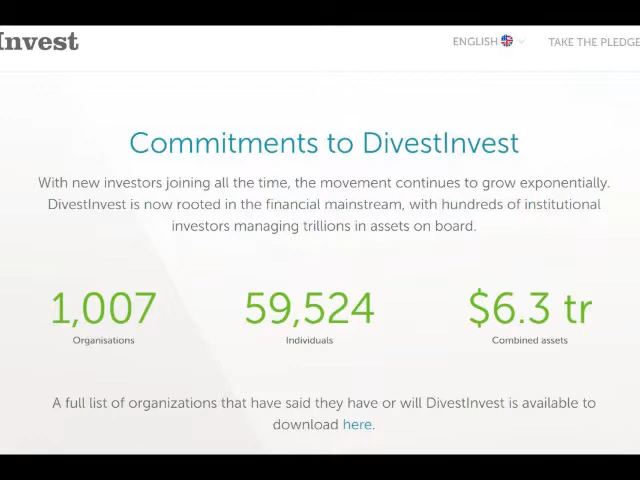 Invest
ENGLISH
TAKE THE PLEDGE
Commitments to DivestInvest
With new investors joining all the time, the movement continues to grow exponentially.
DivestInvest is now rooted in the financial mainstream, with hundreds of institutional
investors managing trillions in assets on board.
1,007 59,524 $6.3 tr
Organisations Individuals Combined assets
A full list of organizations that have said they have or will DivestInvest is available to
download here.